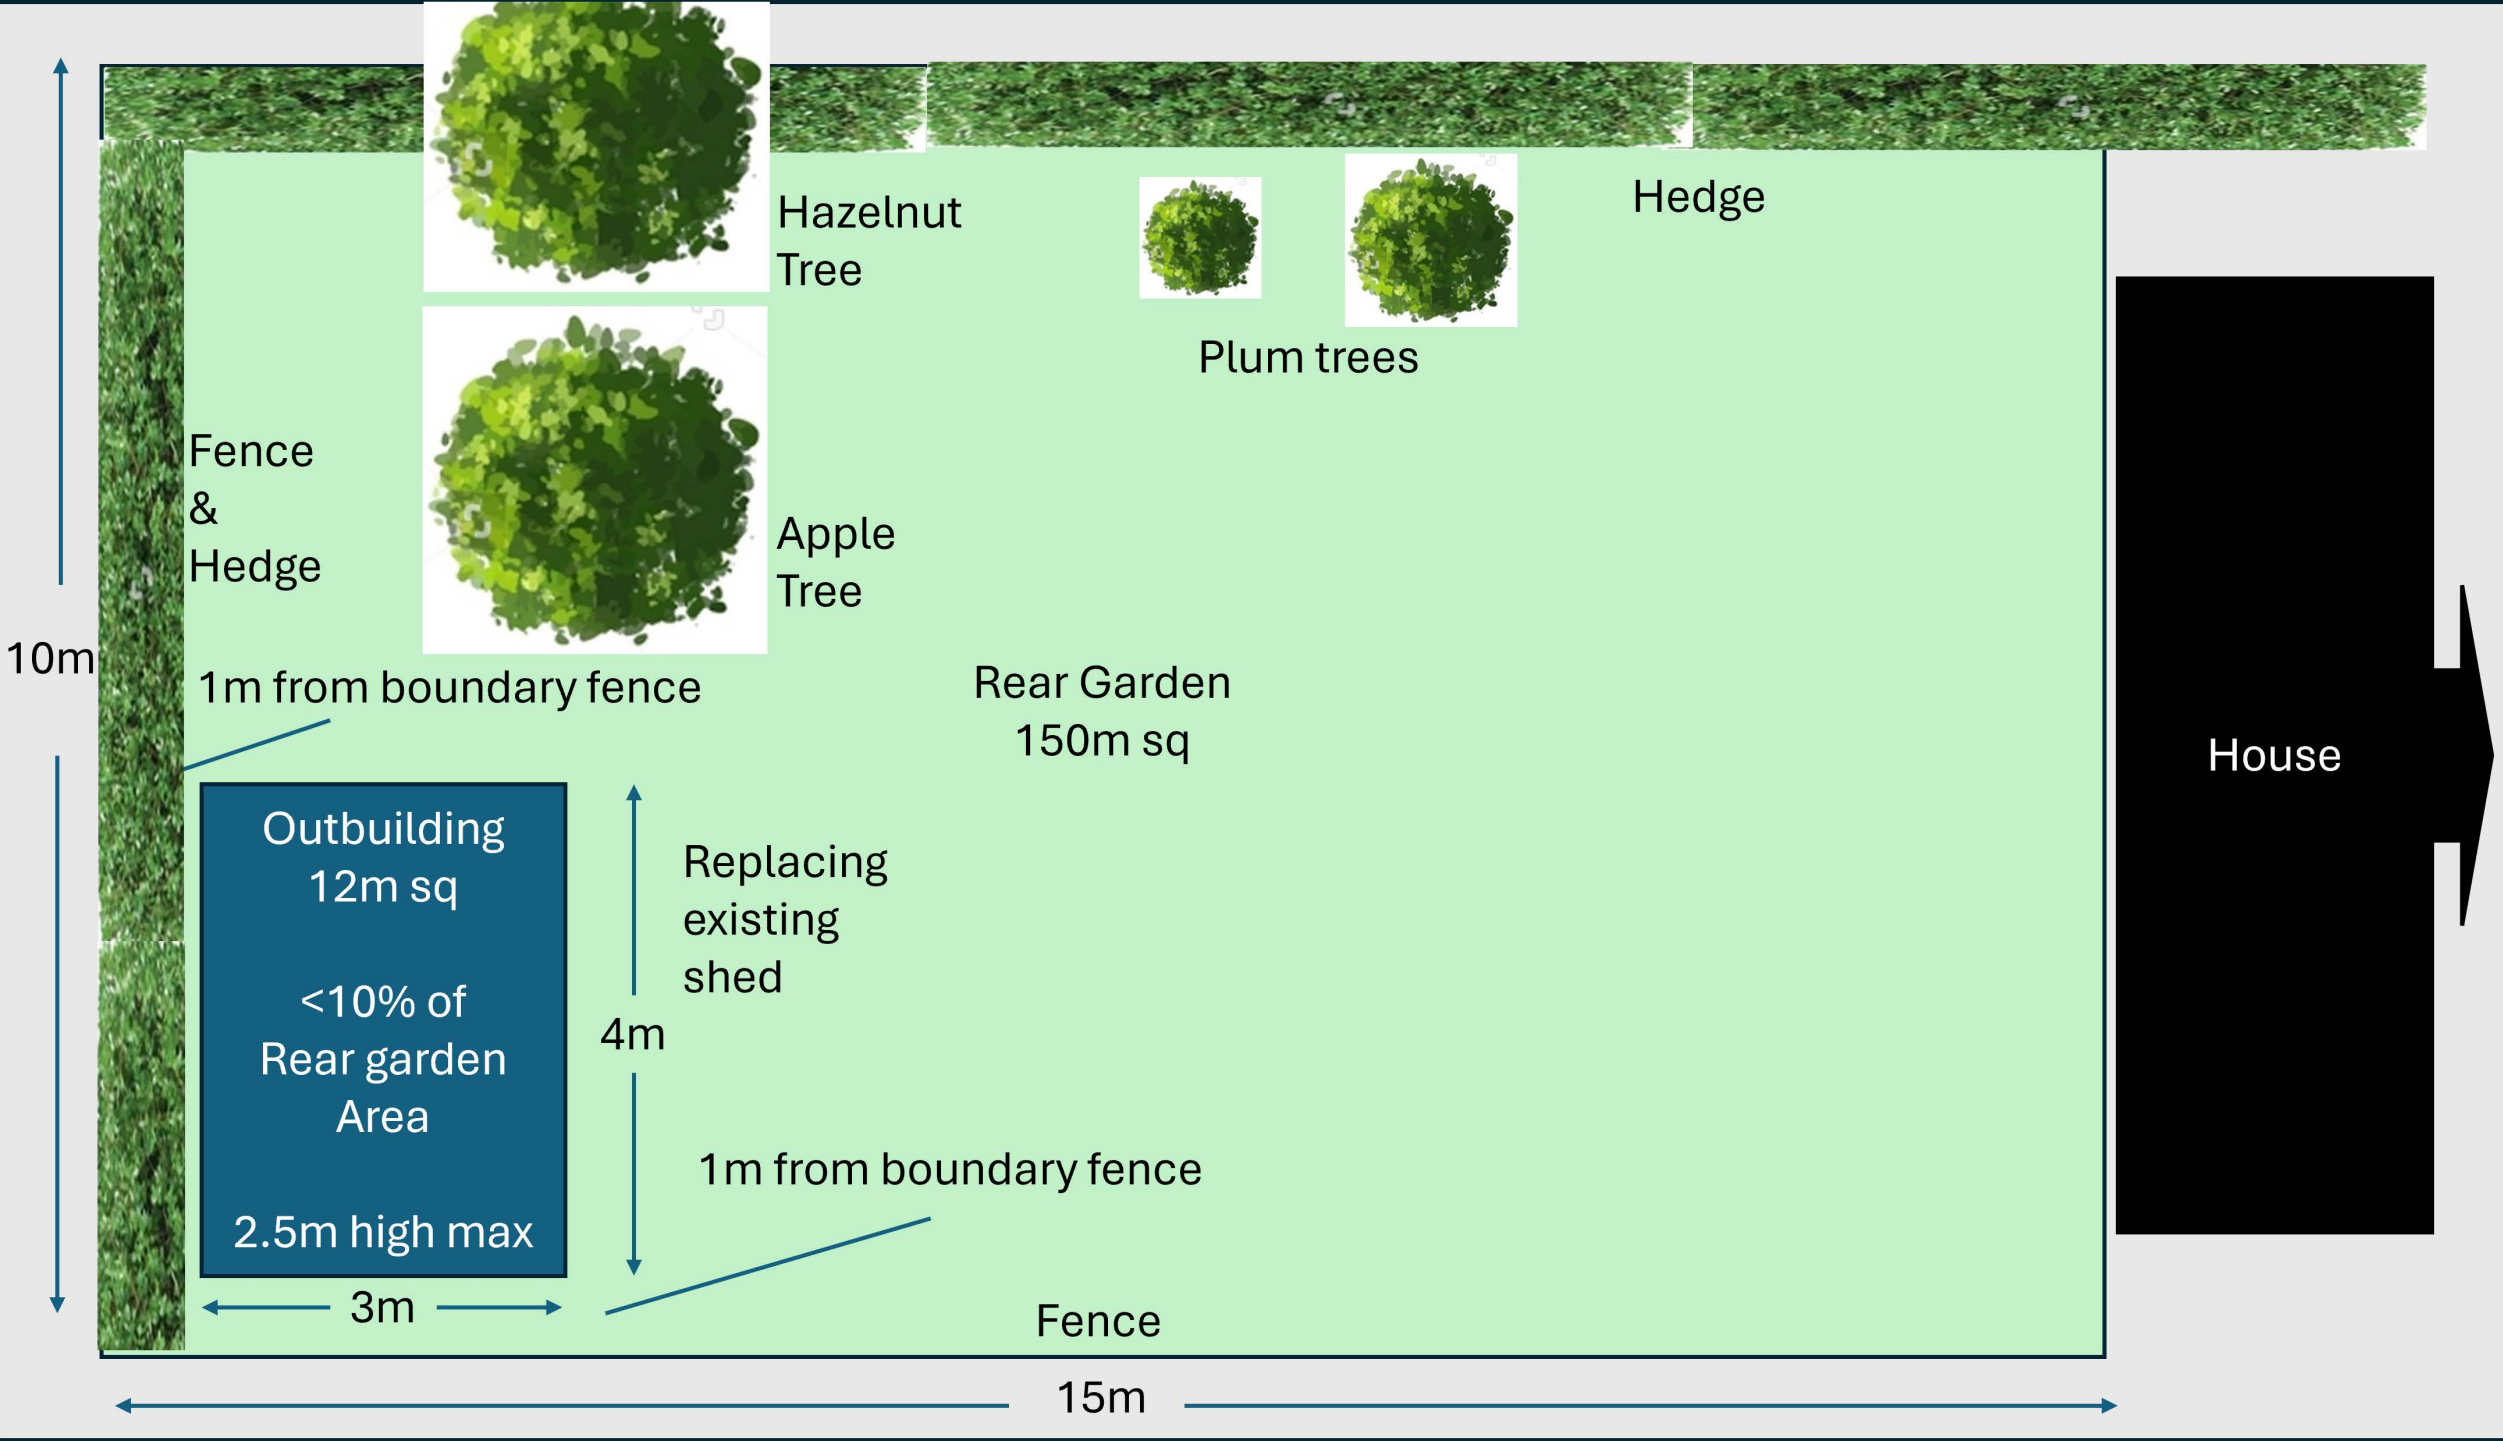 Hazelnut
Tree
Hedge
Plum trees
Fence
&
Hedge
Apple
Tree
10m
1m from boundary fence
Rear Garden
150m sq
House
Outbuilding
12m sq
<10% of
Rear garden
Area
2.5m high max
Replacing
existing
shed
4m
1m from boundary fence
3m
Fence
15m